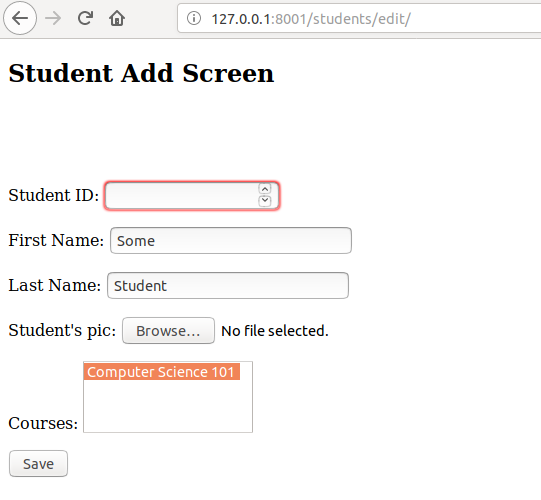 127.0.0.1:8001/students/edit/
Student Add Screen
Student ID:
First Name: Some
Last Name: Student
Student's pic: Browse... No file selected.
Computer Science 101
Courses:
Save